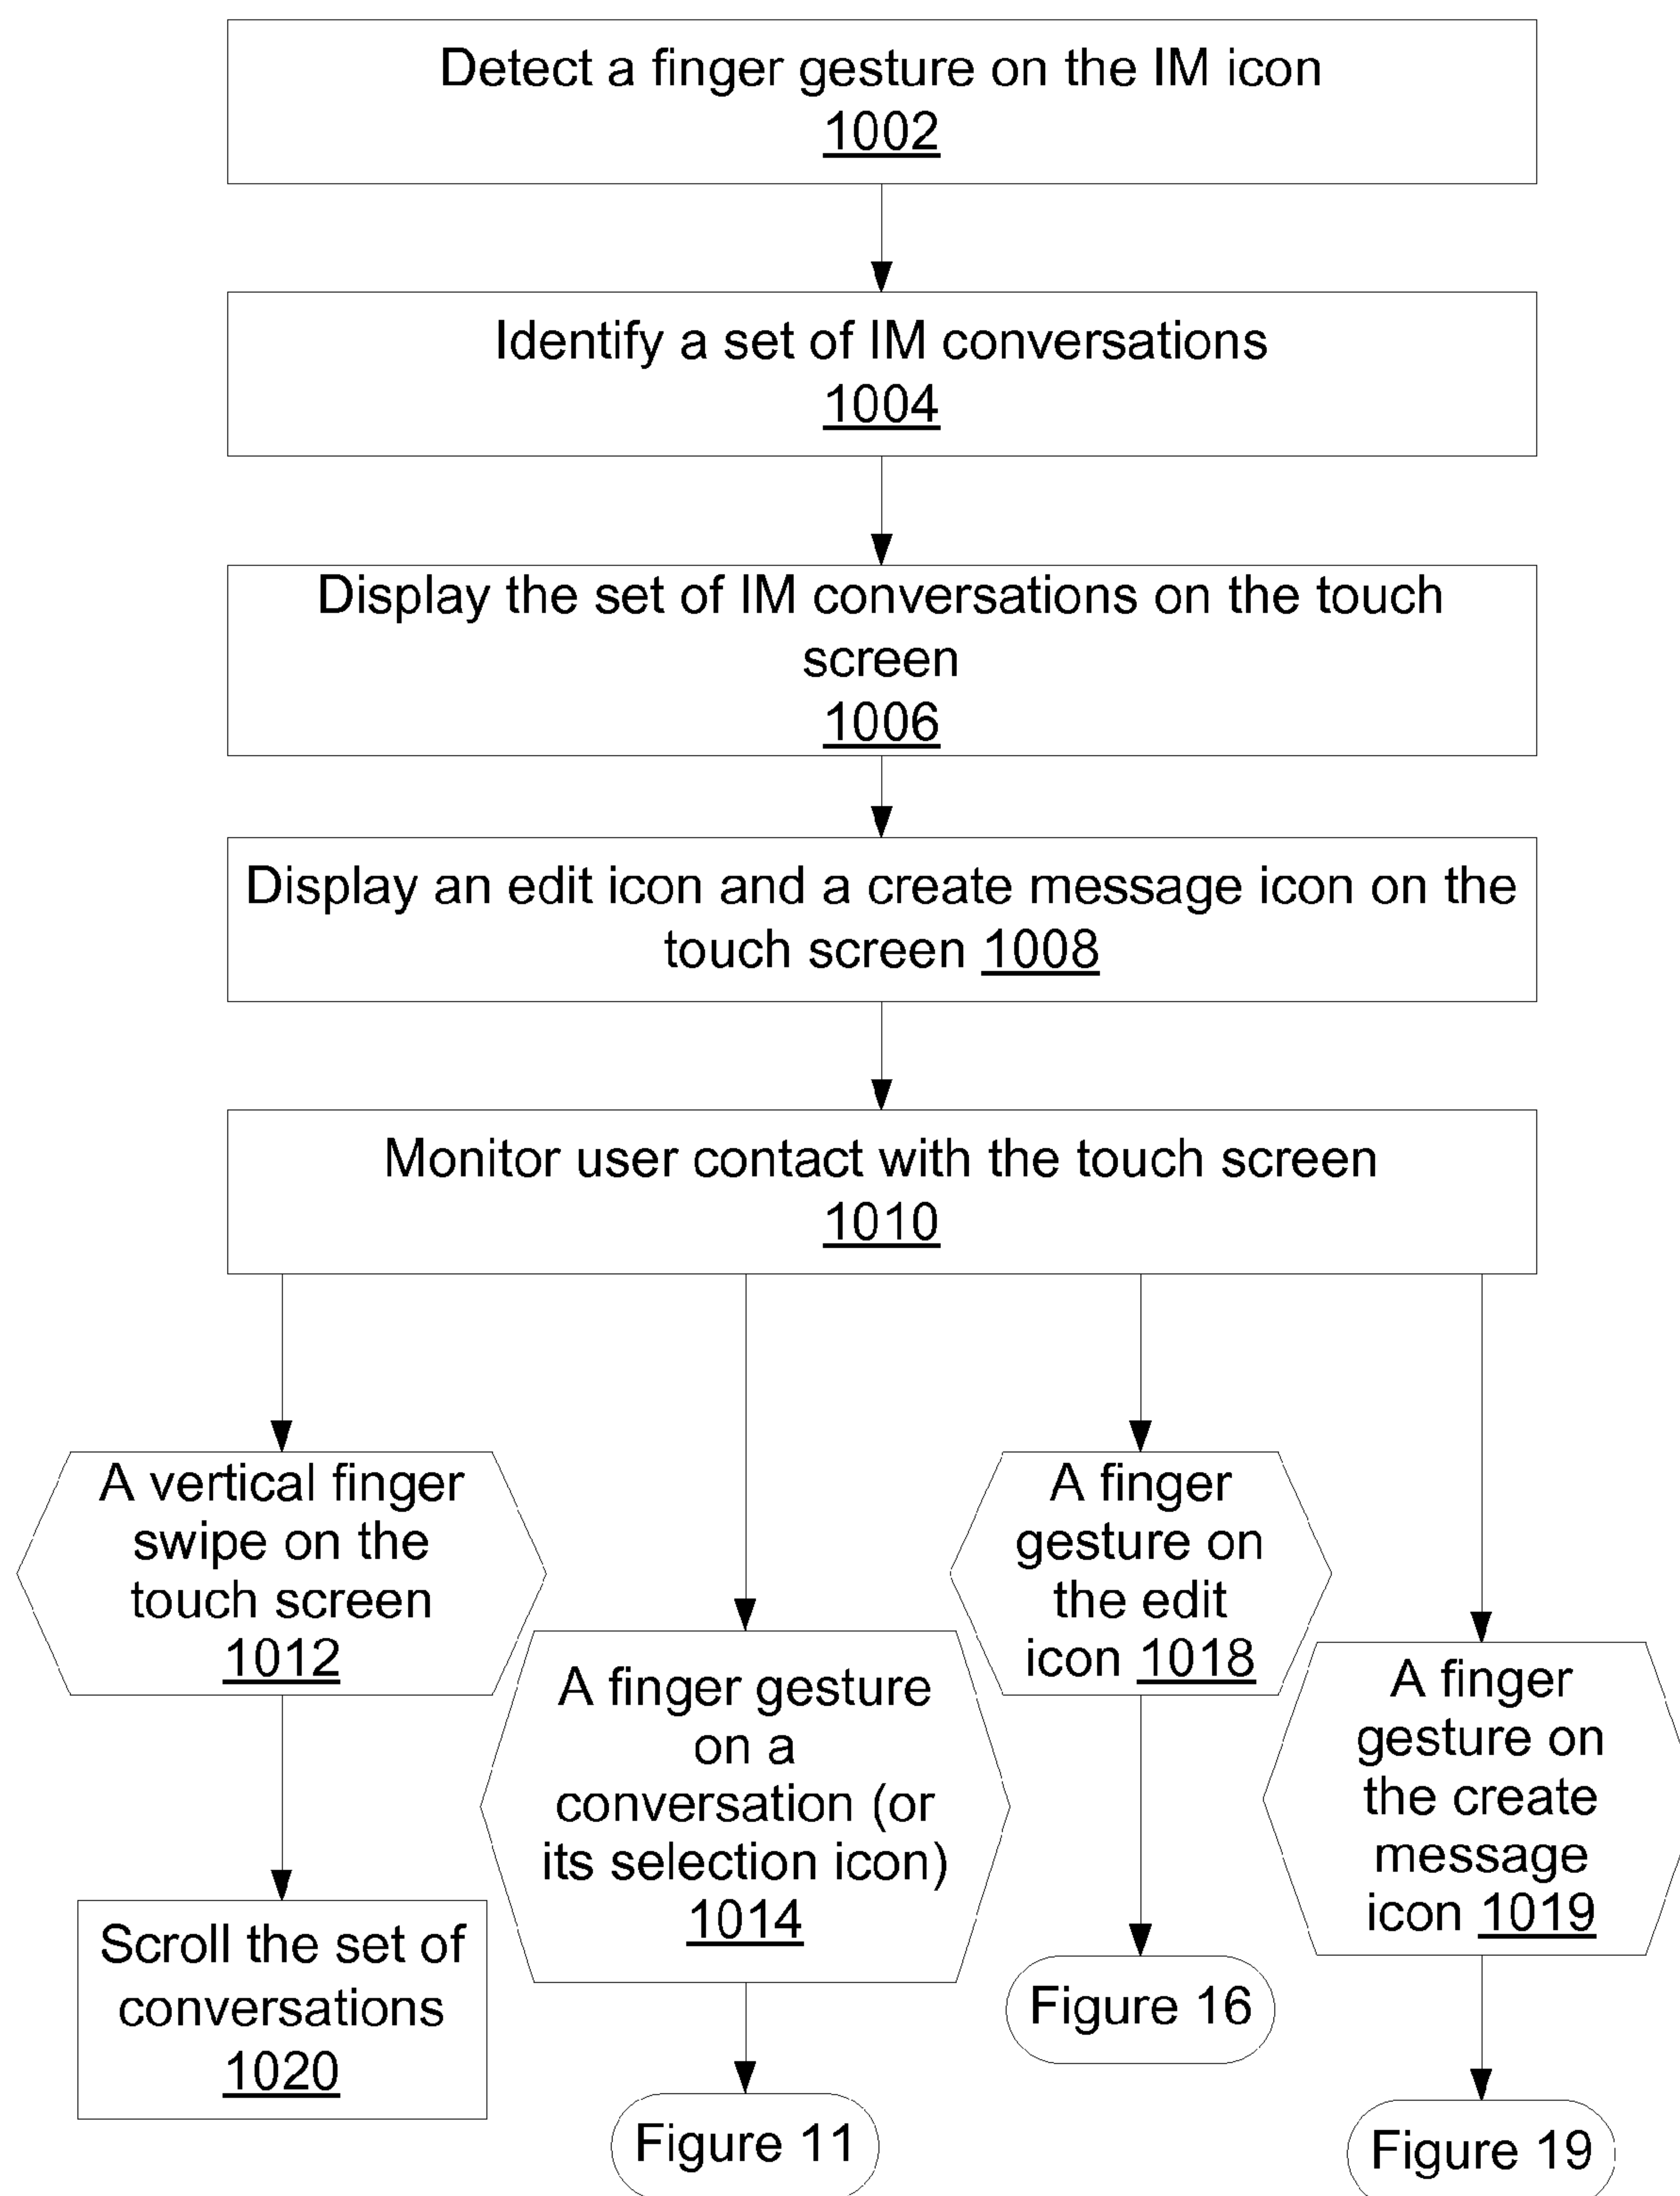 Detect a finger gesture on the IM icon
1002
Identify a set of IM conversations
1004
Display the set of IM conversations on the touch
screen
1006
Display an edit icon and a create message icon on the
touch screen 1008
Monitor user contact with the touch screen
1010
A vertical finger
swipe on the
touch screen
1012
A finger gesture
on a
conversation (or
its selection icon)
1014
A finger
gesture on
the edit
icon 1018
A finger
gesture on
the create
message
icon 1019
Scroll the set of
conversations
1020
Figure 11
Figure 16
Figure 19